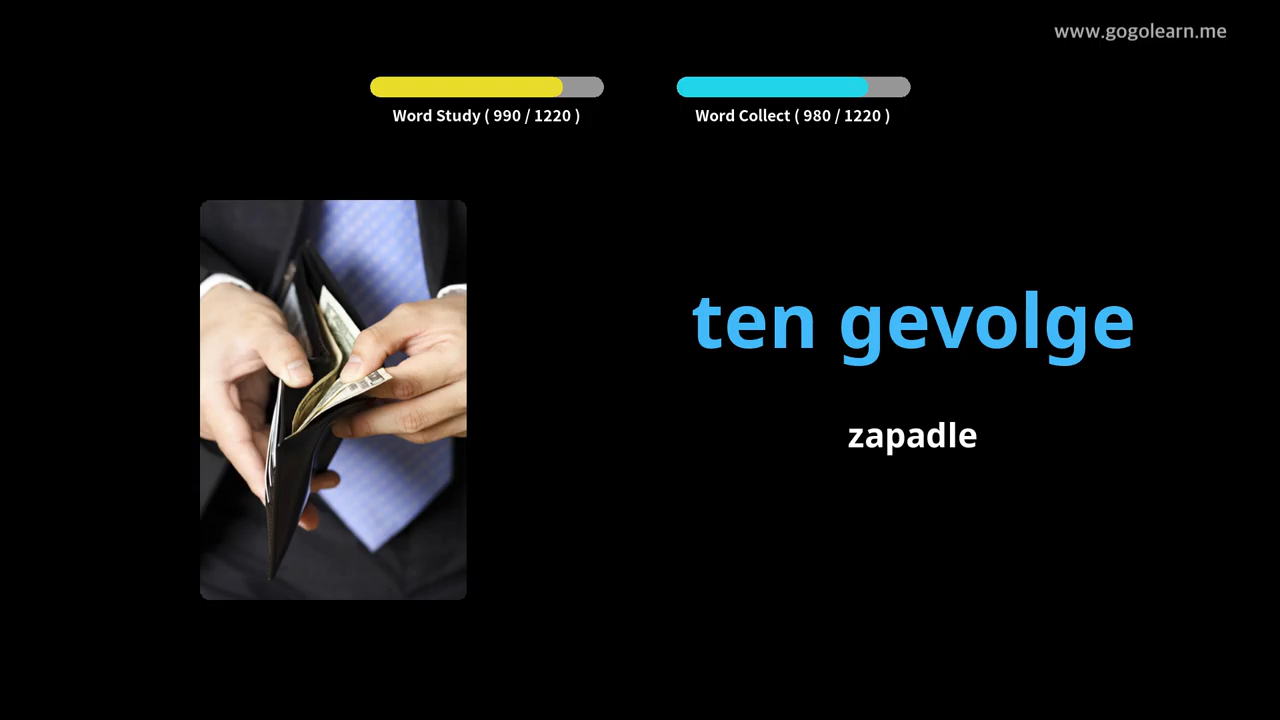 www.gogolearn.me
Word Study ( 990 / 1220 )
Word Collect ( 980 / 1220 )
ten gevolge
zapadle